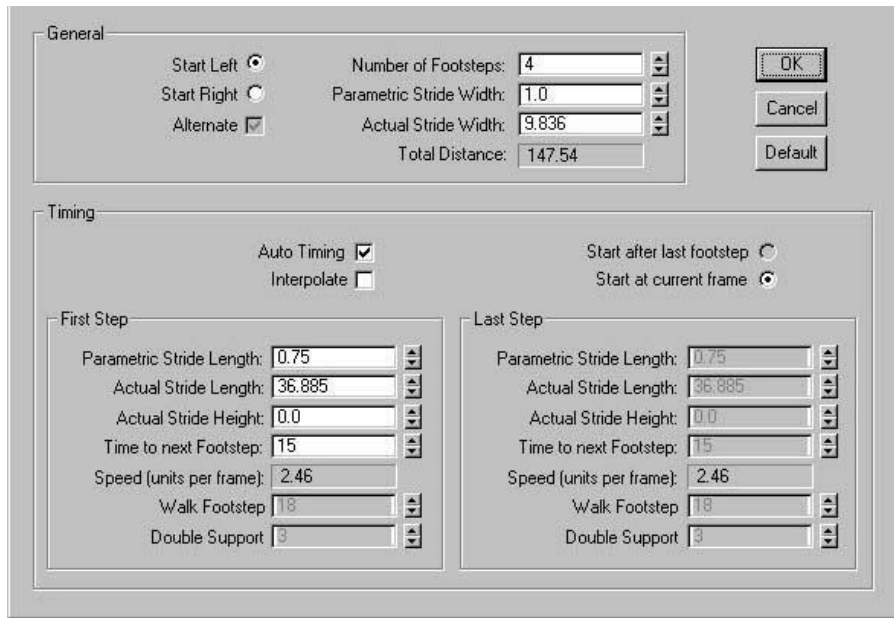 General
Start Left
Number of Footsteps: 4
OK
Start Right
Parametric Stride Width: 1.0
Cancel
Alternate
Actual Stride Width: 9.836
Total Distance: 147.54
Default
Timing
Auto Timing
Start after last footstep
Interpolate
Start at current frame
First Step
Parametric Stride Length: 0.75
Actual Stride Length: 36.885
Actual Stride Height: 0.0
Time to next Footstep: 15
Speed (units per frame): 2.46
Walk Footstep 18
Double Support 3
Last Step
Parametric Stride Length: 0.75
Actual Stride Length: 36.885
Actual Stride Height: 0.0
Time to next Footstep: 15
Speed (units per frame): 2.46
Walk Footstep 18
Double Support 3